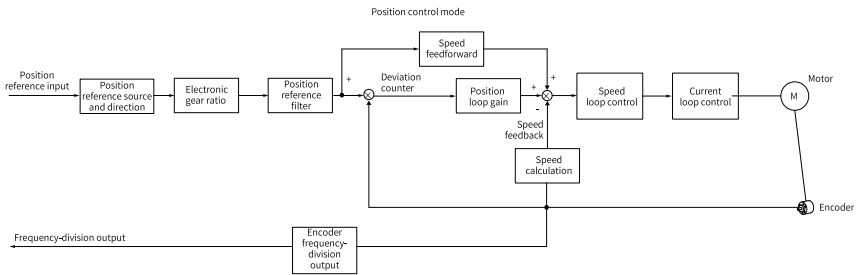 Position control mode
Speed
feedforward
Position
reference input
Position
reference source
and direction
Electronic
gear ratio
Position
reference
filter
+
Deviation
counter
Position
loop gain
+
+
-
Speed
feedback
Speed
loop control
Current
loop control
Motor
M
Speed
calculation
Encoder
Frequency-division output
Encoder
frequency-
division
output